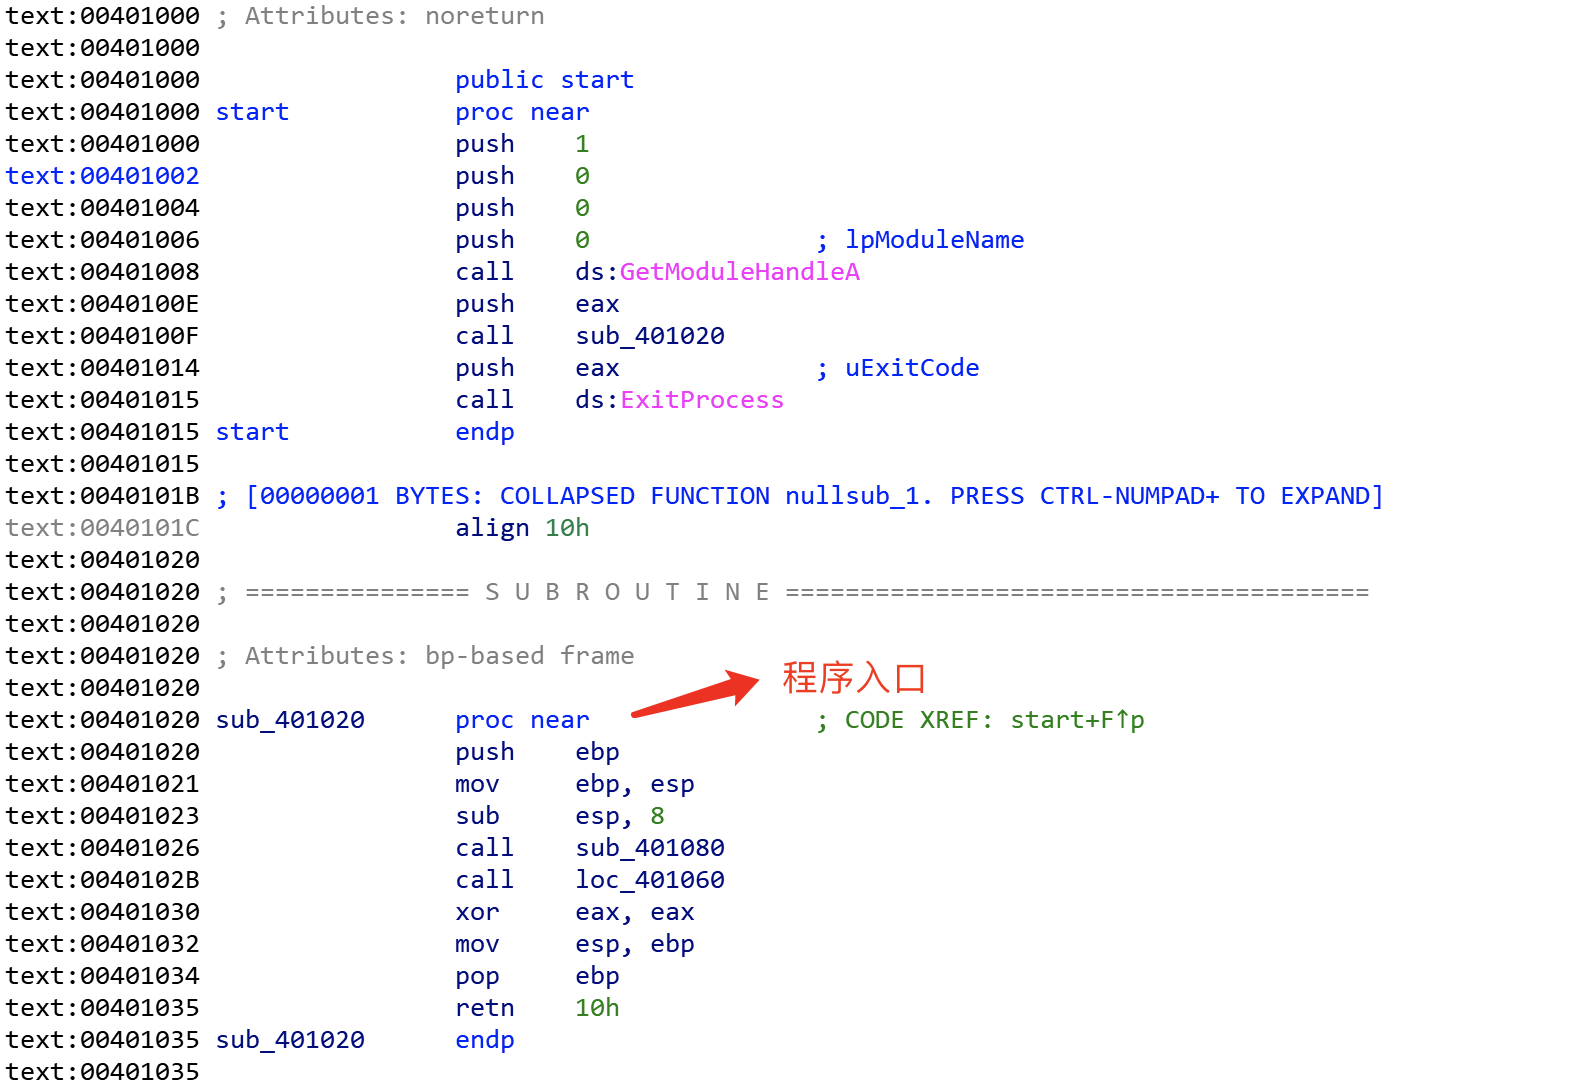 text:00401000 ; Attributes: noreturn
text:00401000
text:00401000 public start
text:00401000 start proc near
text:00401000 push 1
text:00401002 push 0
text:00401004 push 0
text:00401006 push 0 ; lpModuleName
text:00401008 call ds:GetModuleHandleA
text:0040100E push eax
text:0040100F call sub_401020
text:00401014 push eax ; uExitCode
text:00401015 call ds:ExitProcess
text:00401015 start endp
text:00401015
text:0040101B ; [00000001 BYTES: COLLAPSED FUNCTION nullsub_1. PRESS CTRL-NUMPAD+ TO EXPAND]
text:0040101C align 10h
text:00401020
text:00401020 ; =============== S U B R O U T I N E =======================================
text:00401020
text:00401020 ; Attributes: bp-based frame
程序入口
text:00401020
text:00401020 sub_401020 proc near ; CODE XREF: start+F↑p
text:00401020 push ebp
text:00401021 mov ebp, esp
text:00401023 sub esp, 8
text:00401026 call sub_401080
text:0040102B call loc_401060
text:00401030 xor eax, eax
text:00401032 mov esp, ebp
text:00401034 pop ebp
text:00401035 retn 10h
text:00401035 sub_401020 endp
text:00401035